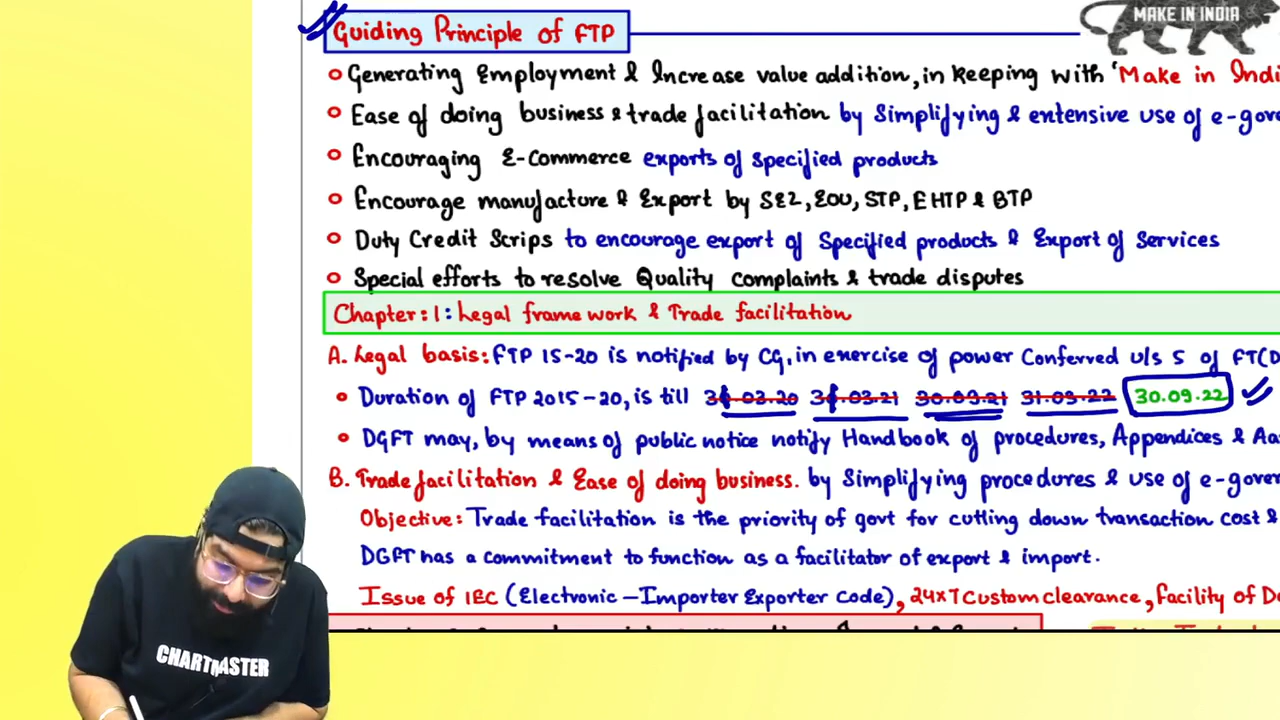 Guiding Principle of FTP
MAKE IN INDIA
Generating Employment & Increase value addition, in keeping with 'Make in Indi
Ease of doing business & trade facilitation by Simplifying & extensive use of e-gove
Encouraging E-Commerce exports of specified products
Encourage manufacture & Export by SEZ, EOU, STP, EHTP & BTP
Duty Credit Scrips to encourage export of Specified products & Export of Services
Special efforts to resolve Quality complaints & trade disputes
Chapter:1: Legal frame work & Trade facilitation
A. Legal basis: FTP 15-20 is notified by CG, in exercise of power Conferred u/s 5 of FT(D
Duration of FTP 2015-20, is till 31.03.20 31.03.21 30.09.21 31.03.22 30.09.22
DGFT may, by means of public notice notify Handbook of procedures, Appendices & Aa
B. Trade facilitation & Ease of doing business. by Simplifying procedures & use of e-gover
Objective: Trade facilitation is the priority of govt for cutting down transaction cost &
DGFT has a commitment to function as a facilitator of export & import.
Issue of IEC (Electronic-Importer Exporter Code), 24x7 Custom clearance, facility of De
CHARTMASTER